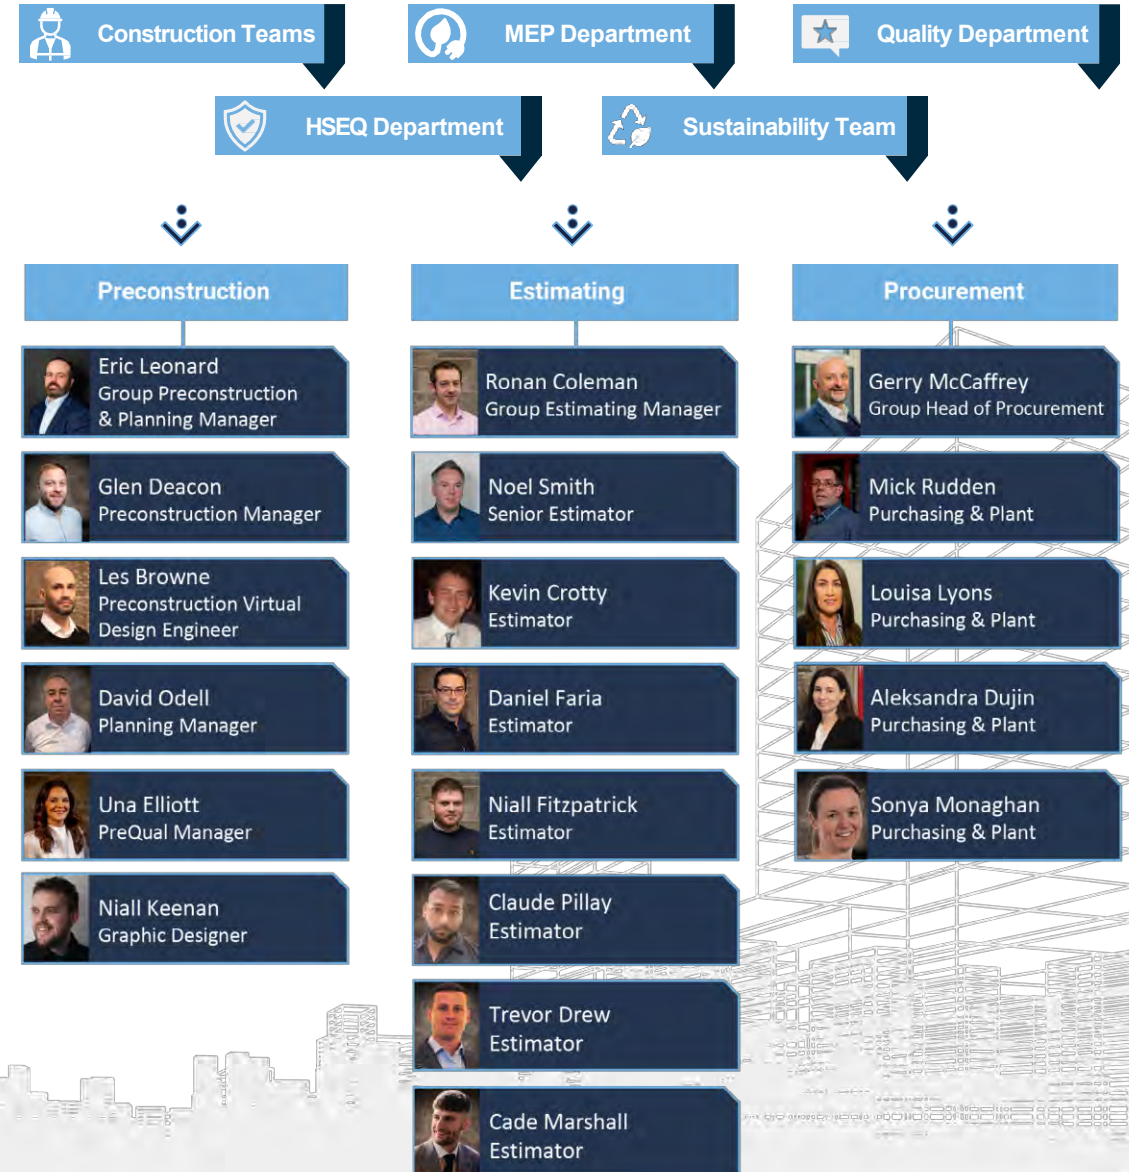 Construction Teams
MEP Department
Quality Department
HSEQ Department
Sustainability Team
Preconstruction
Eric Leonard
Group Preconstruction
& Planning Manager
Glen Deacon
Preconstruction Manager
Les Browne
Preconstruction Virtual
Design Engineer
David Odell
Planning Manager
Una Elliott
PreQual Manager
Niall Keenan
Graphic Designer
Estimating
Ronan Coleman
Group Estimating Manager
Noel Smith
Senior Estimator
Kevin Crotty
Estimator
Daniel Faria
Estimator
Niall Fitzpatrick
Estimator
Claude Pillay
Estimator
Trevor Drew
Estimator
Cade Marshall
Estimator
Procurement
Gerry McCaffrey
Group Head of Procurement
Mick Rudden
Purchasing & Plant
Louisa Lyons
Purchasing & Plant
Aleksandra Dujin
Purchasing & Plant
Sonya Monaghan
Purchasing & Plant